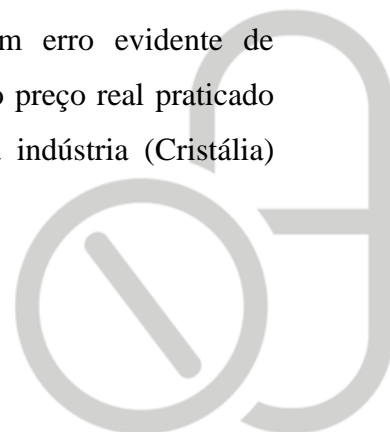 erro evidente de
preço real praticado
indústria (Cristália)